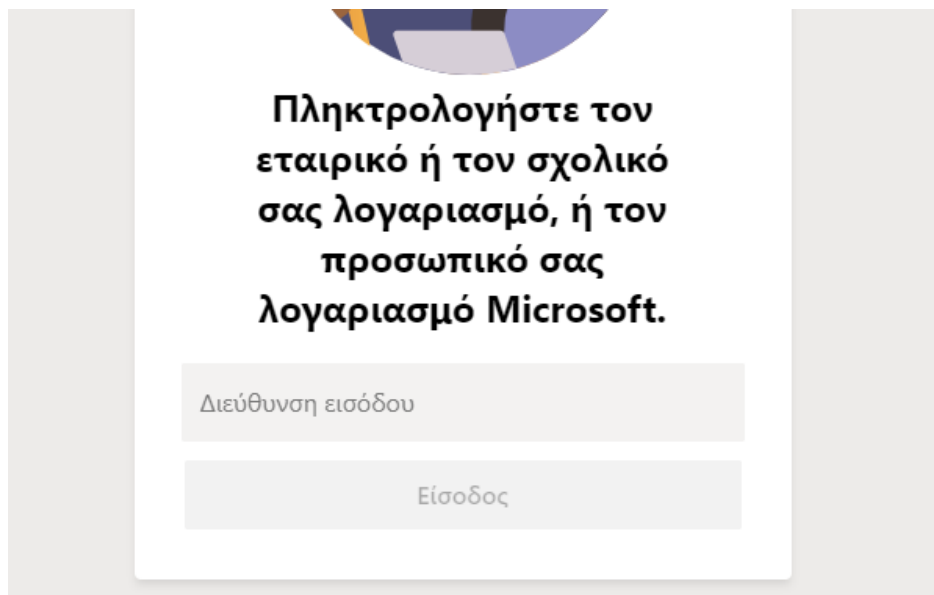 Πληκτρολογήστε τον
εταιρικό ή τον σχολικό
σας λογαριασμό, ή τον
προσωπικό σας
λογαριασμό Microsoft.
Διεύθυνση εισόδου
Είσοδος